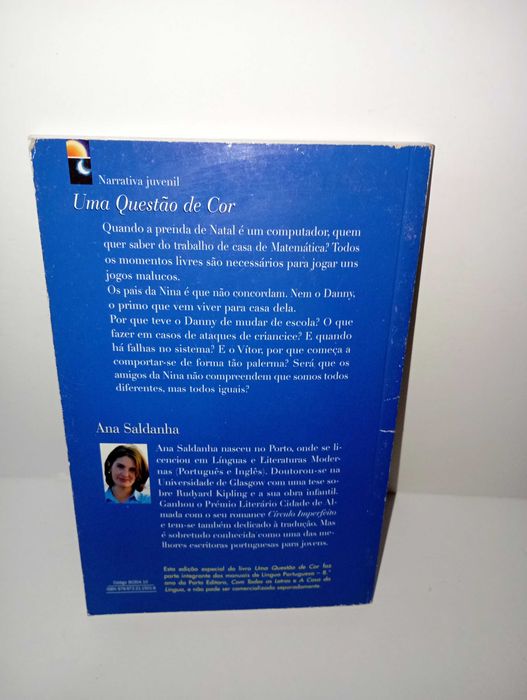 Narrativa juvenil
Uma Questão de Cor
Quando a prenda de Natal é um computador, quem
quer saber do trabalho de casa de Matemática? Todos
os momentos livres são necessários para jogar uns
jogos malucos.
Os pais da Nina é que não concordam. Nem o Danny,
o primo que vem viver para casa dela.
Por que teve o Danny de mudar de escola? O que
fazer em casos de ataques de criancice? E quando
há falhas no sistema? E o Vítor, por que começa a
comportar-se de forma tão palerma? Será que os
amigos da Nina não compreendem que somos todos
diferentes, mas todos iguais?
Ana Saldanha
Ana Saldanha nasceu no Porto, onde se li-
cenciou em Línguas e Literaturas Moder-
nas (Português e Inglês). Doutorou-se na
Universidade de Glasgow com uma tese so-
bre Rudyard Kipling e a sua obra infantil.
Ganhou o Prémio Literário Cidade de Al-
mada com o seu romance Círculo Imperfeito
e tem-se também dedicado à tradução. Mas
é sobretudo conhecida como uma das me-
lhores escritoras portuguesas para jovens.
Esta edição especial do livro Uma Questão de Cor faz
parte integrante dos manuais de Língua Portuguesa – 8.º
ano da Porto Editora, Com Todas as Letras e A Casa da
Língua, e não pode ser comercializada separadamente.
Código
ISBN